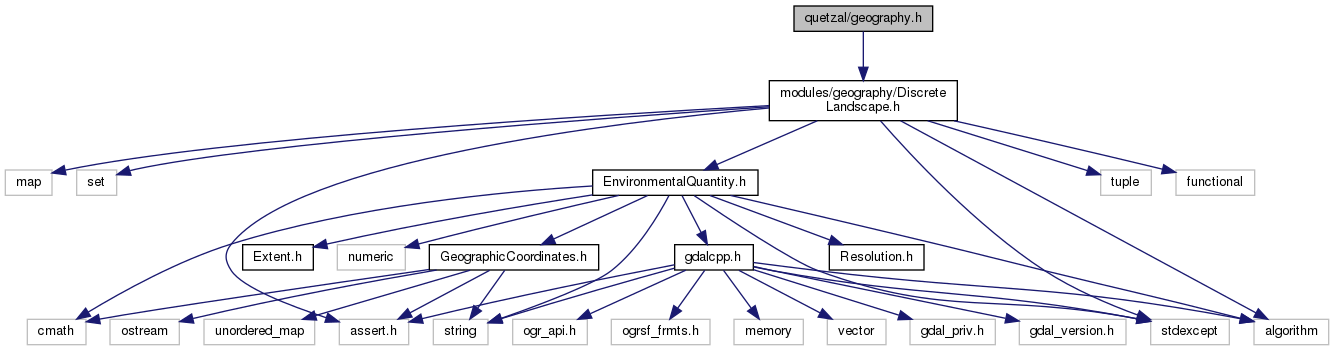 quetzal/geography.h
modules/geography/Discrete
Landscape.h
map
set
EnvironmentalQuantity.h
tuple
functional
Extent.h
numeric
GeographicCoordinates.h
gdalcpp.h
Resolution.h
cmath
ostream
unordered_map
assert.h
string
ogr_api.h
ogrsf_frmts.h
memory
vector
gdal_priv.h
gdal_version.h
stdexcept
algorithm